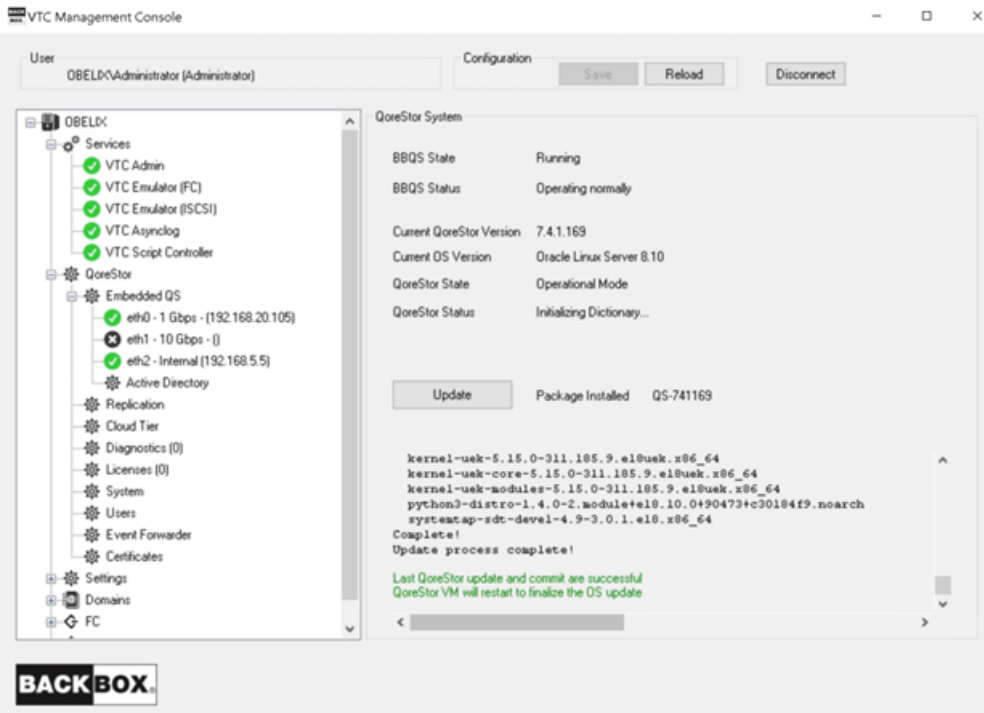 BACK BOX. VTC Management Console
User
OBELIX\Administrator (Administrator)
Configuration
Save
Reload
Disconnect
OBELIX
Services
VTC Admin
VTC Emulator (FC)
VTC Emulator (ISCSI)
VTC Asynclog
VTC Script Controller
QoreStor
Embedded QS
eth0 - 1 Gbps - (192.168.20.105)
eth1 - 10 Gbps - ()
eth2 - Internal (192.168.5.5)
Active Directory
Replication
Cloud Tier
Diagnostics (0)
Licenses (0)
System
Users
Event Forwarder
Certificates
Settings
Domains
FC
QoreStor System
BBQS State Running
BBQS Status Operating normally
Current QoreStor Version 7.4.1.169
Current OS Version Oracle Linux Server 8.10
QoreStor State Operational Mode
QoreStor Status Initializing Dictionary...
Update Package Installed QS-741169
kernel-uek-5.15.0-311.185.9.el8uek.x86_64
kernel-uek-core-5.15.0-311.185.9.el8uek.x86_64
kernel-uek-modules-5.15.0-311.185.9.el8uek.x86_64
python3-distro-1.4.0-2.module+el8.10.0+90473+c30184f9.noarch
systemtap-sdt-devel-4.9-3.0.1.el8.x86_64
Complete!
Update process complete!
Last QoreStor update and commit are successful
QoreStor VM will restart to finalize the OS update
BACKBOX.